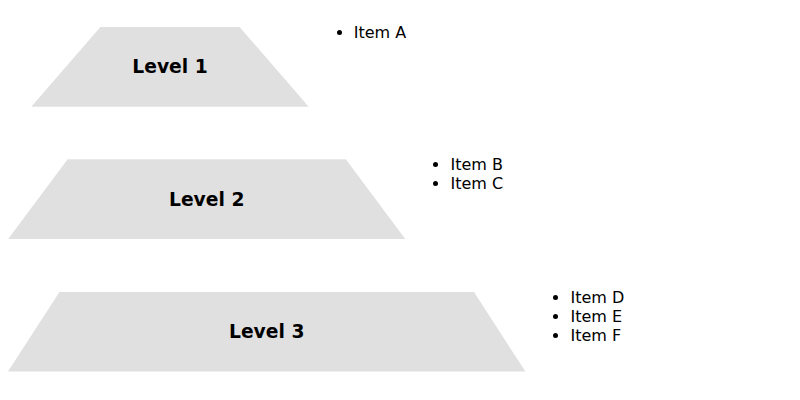 Level 1
• Item A
Level 2
• Item B
• Item C
Level 3
• Item D
• Item E
• Item F